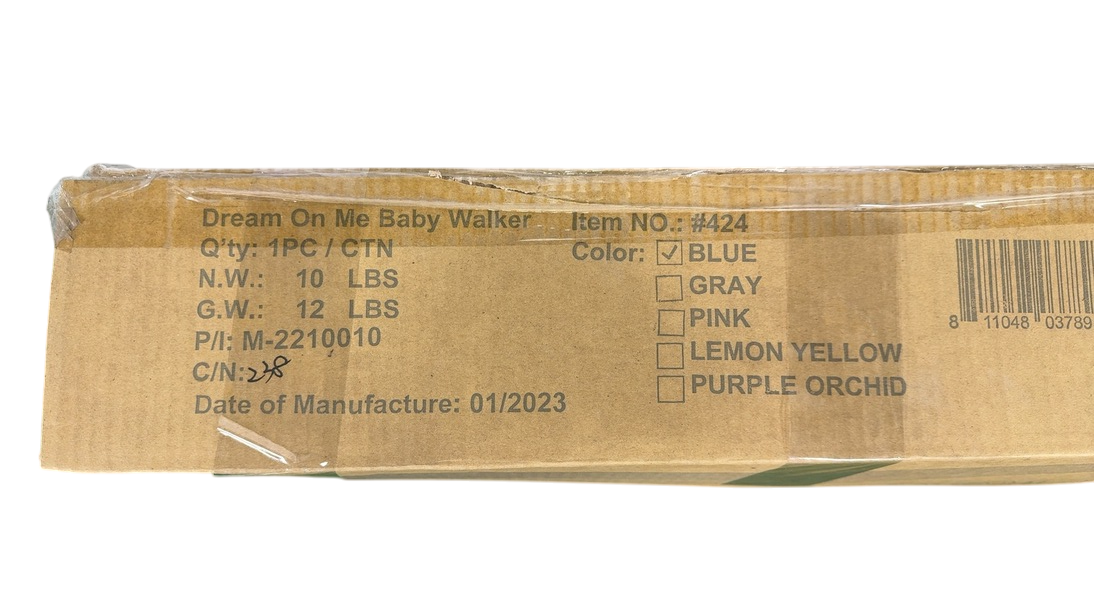 Dream On Me Baby Walker
Q'ty: 1PC / CTN
N.W.: 10 LBS
G.W.: 12 LBS
P/I: M-2210010
C/N: 238
Date of Manufacture: 01/2023
Item NO.: #424
Color: ☑ BLUE
☐ GRAY
☐ PINK
☐ LEMON YELLOW
☐ PURPLE ORCHID
8 11048 03789